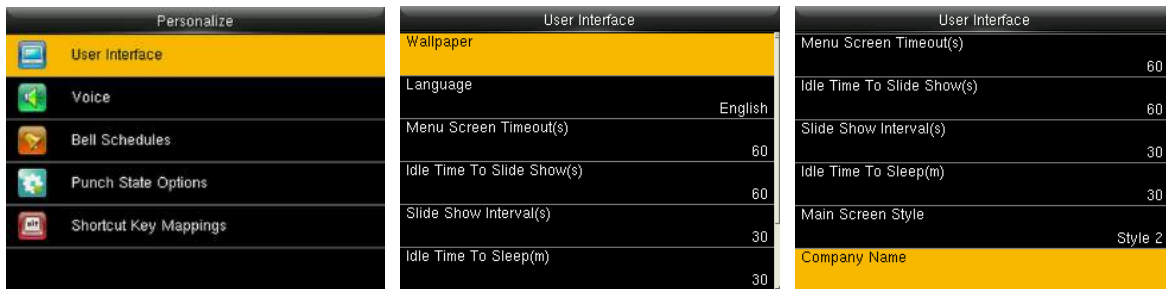 Personalize
User Interface
Voice
Bell Schedules
Punch State Options
Shortcut Key Mappings
User Interface
Wallpaper
Language
English
Menu Screen Timeout(s)
60
Idle Time To Slide Show(s)
60
Slide Show Interval(s)
30
Idle Time To Sleep(m)
30
User Interface
Menu Screen Timeout(s)
60
Idle Time To Slide Show(s)
60
Slide Show Interval(s)
30
Idle Time To Sleep(m)
30
Main Screen Style
Style 2
Company Name